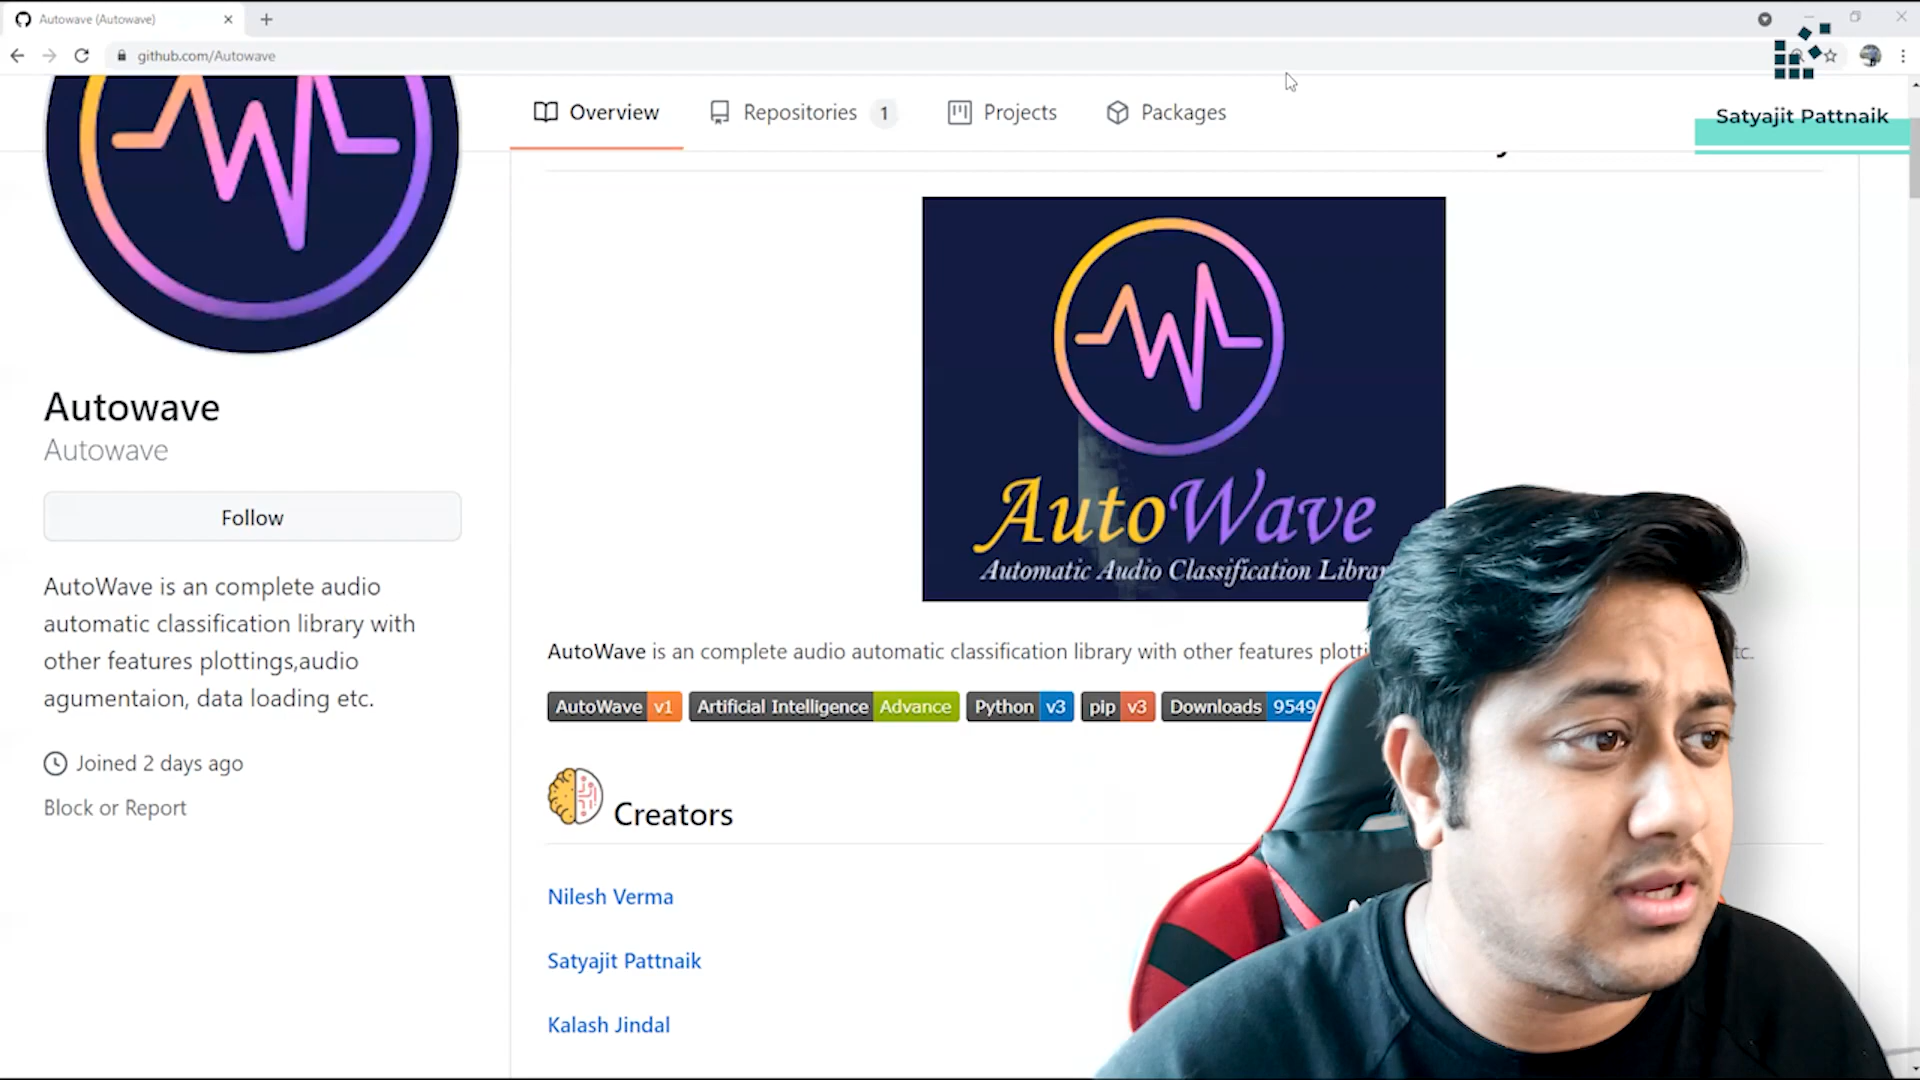 Autowave (Autowave)
github.com/Autowave
Overview
Repositories 1
Projects
Packages
Satyajit Pattnaik
AutoWave
Automatic Audio Classification
Autowave
Autowave
Follow
AutoWave is an complete audio
automatic classification library with
other features plottings,audio
agumentaion, data loading etc.
Joined 2 days ago
Block or Report
AutoWave is an complete audio automatic classification library with other features etc.
AutoWave v1 Artificial Intelligence Advance Python v3 pip v3 Downloads 9549
Creators
Nilesh Verma
Satyajit Pattnaik
Kalash Jindal